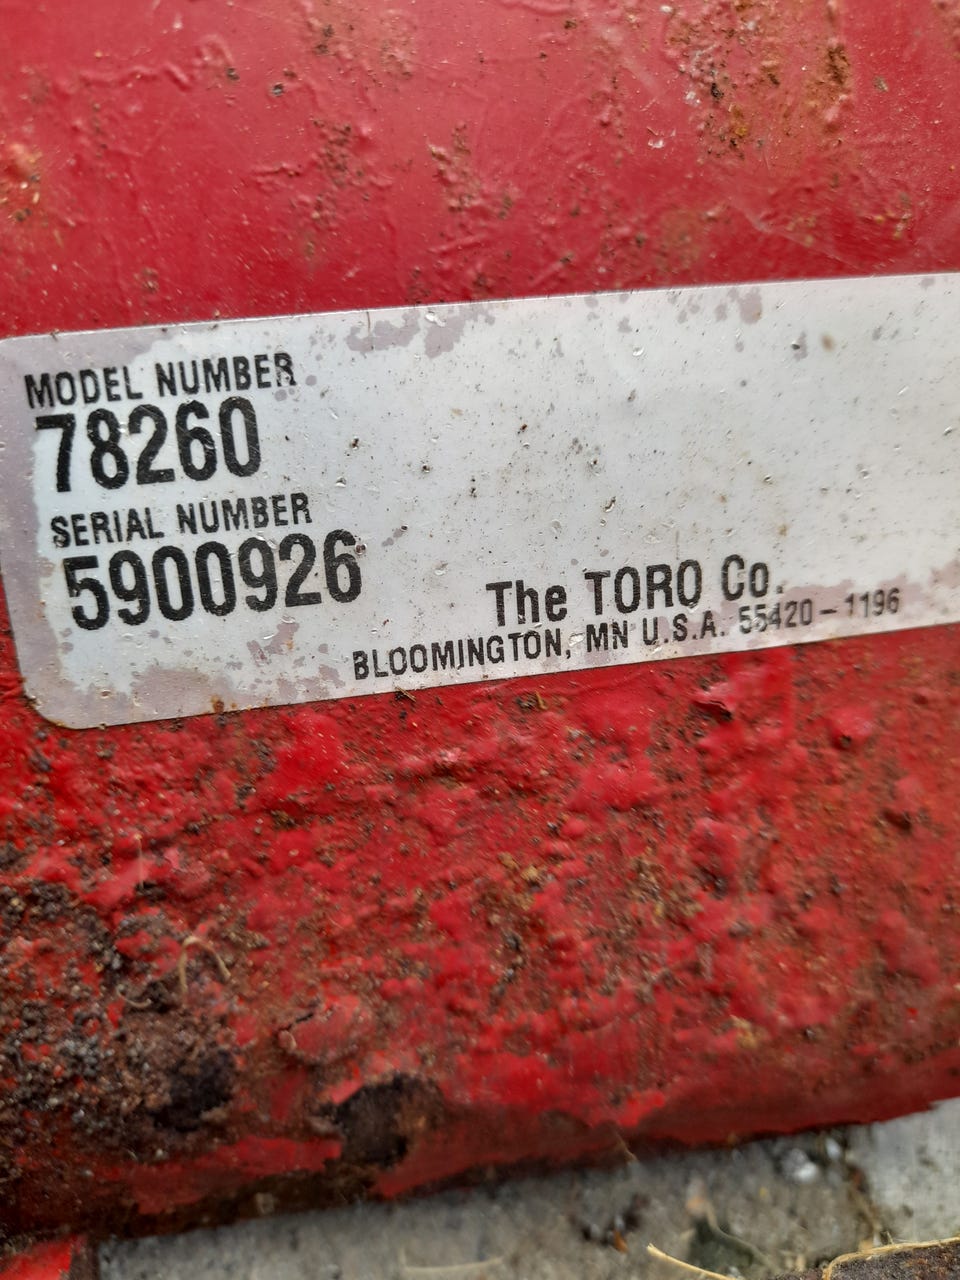 MODEL NUMBER
78260
SERIAL NUMBER
5900926
The TORO Co.
BLOOMINGTON, MN U.S.A. 55420-1196